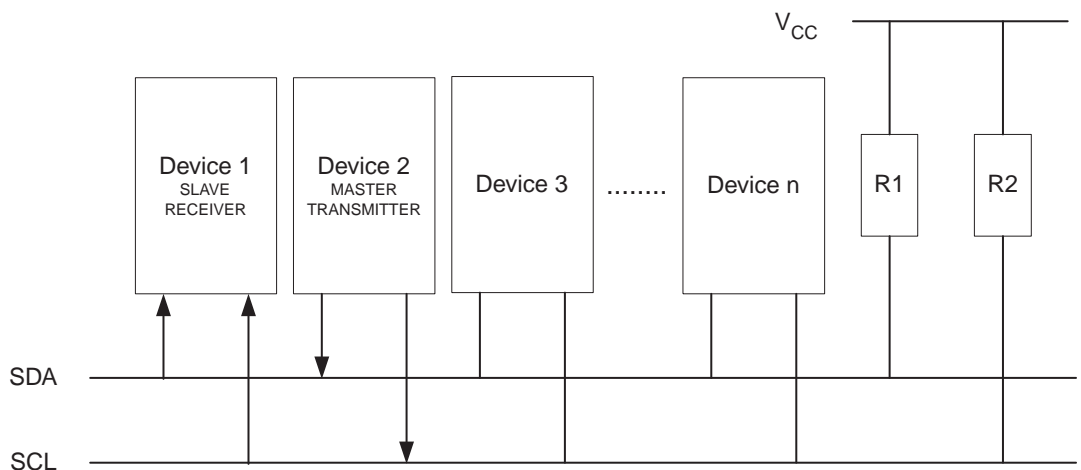 VCC
Device 1
SLAVE
RECEIVER
Device 2
MASTER
TRANSMITTER
Device 3
........
Device n
R1
R2
SDA
SCL